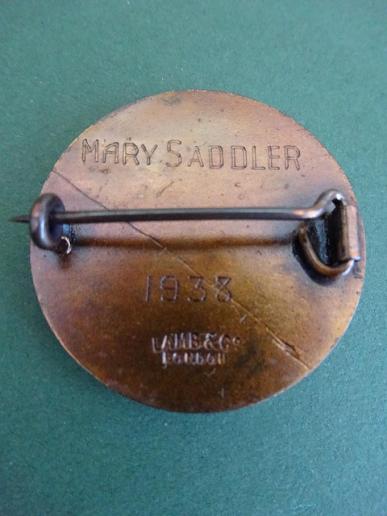 MARY SADDLER
1938
LAMB & Co
LONDON